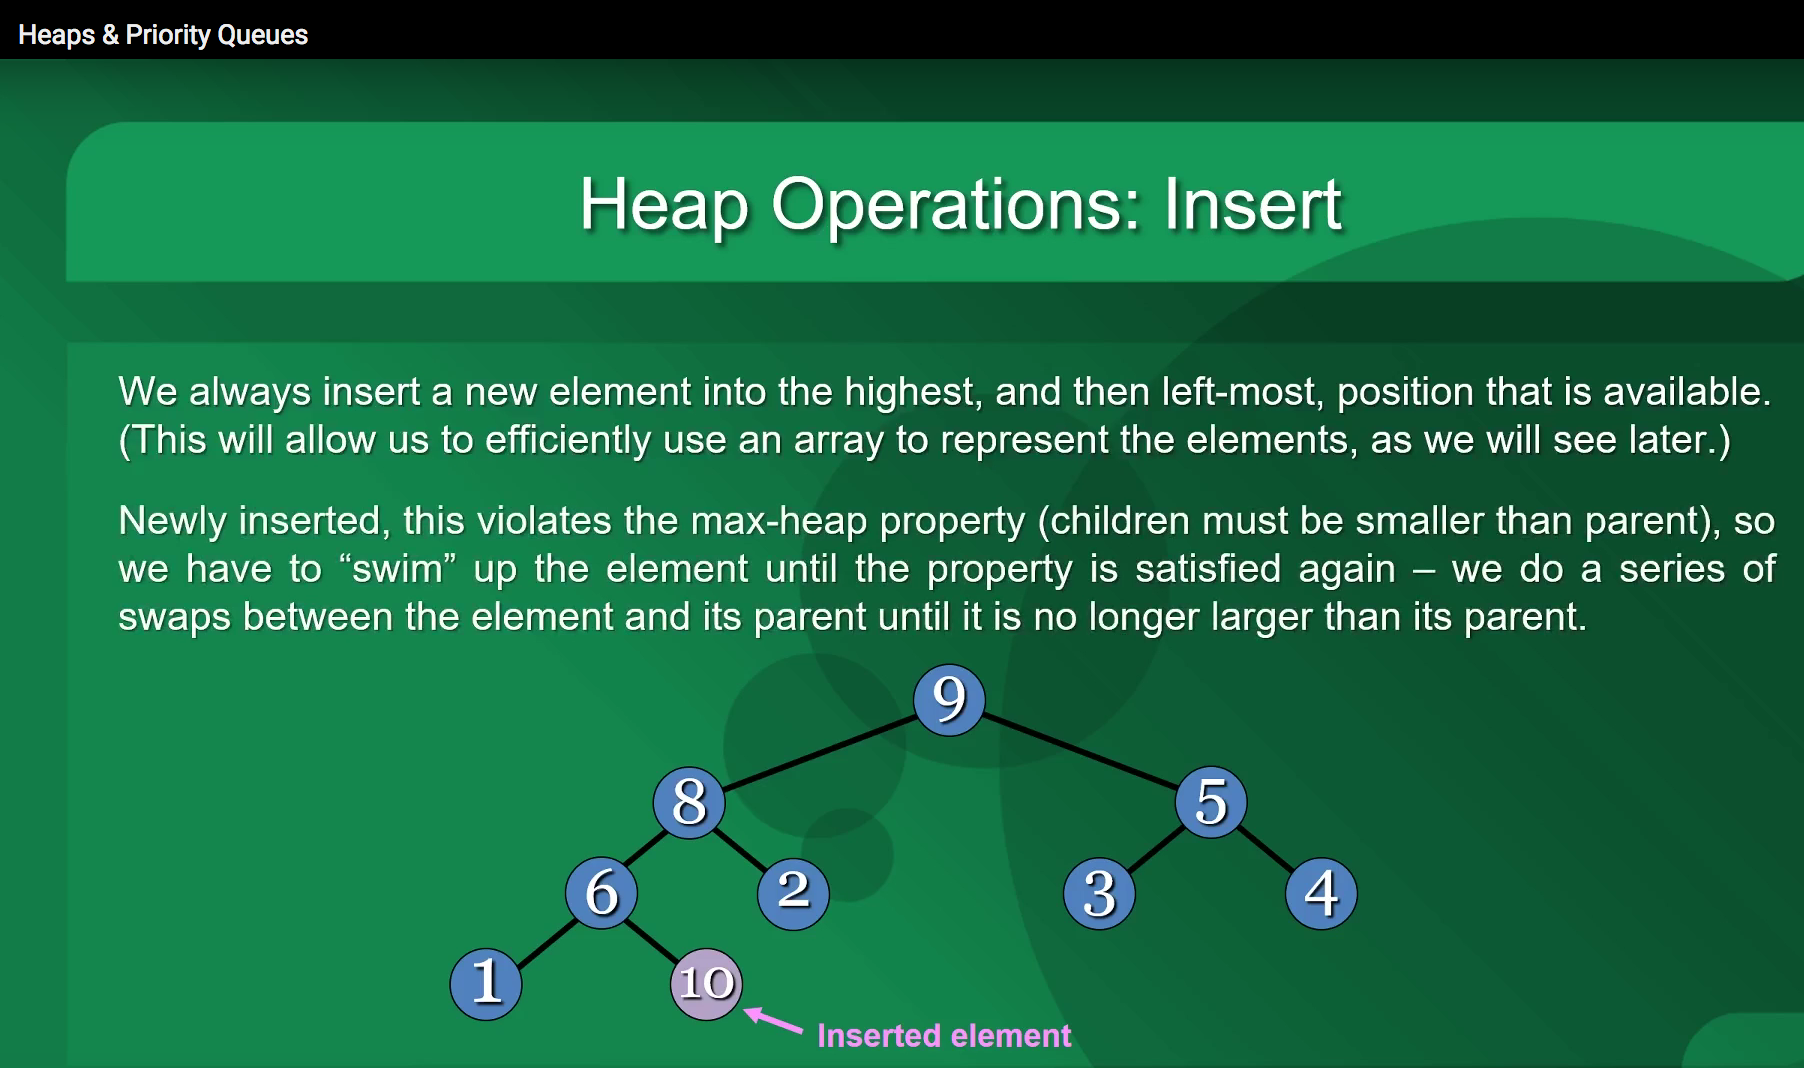 Heaps & Priority Queues
Heap Operations: Insert
We always insert a new element into the highest, and then left-most, position that is available.
(This will allow us to efficiently use an array to represent the elements, as we will see later.)
Newly inserted, this violates the max-heap property (children must be smaller than parent), so
we have to “swim” up the element until the property is satisfied again – we do a series of
swaps between the element and its parent until it is no longer larger than its parent.
9
8 5
6 2 3 4
1 10
Inserted element